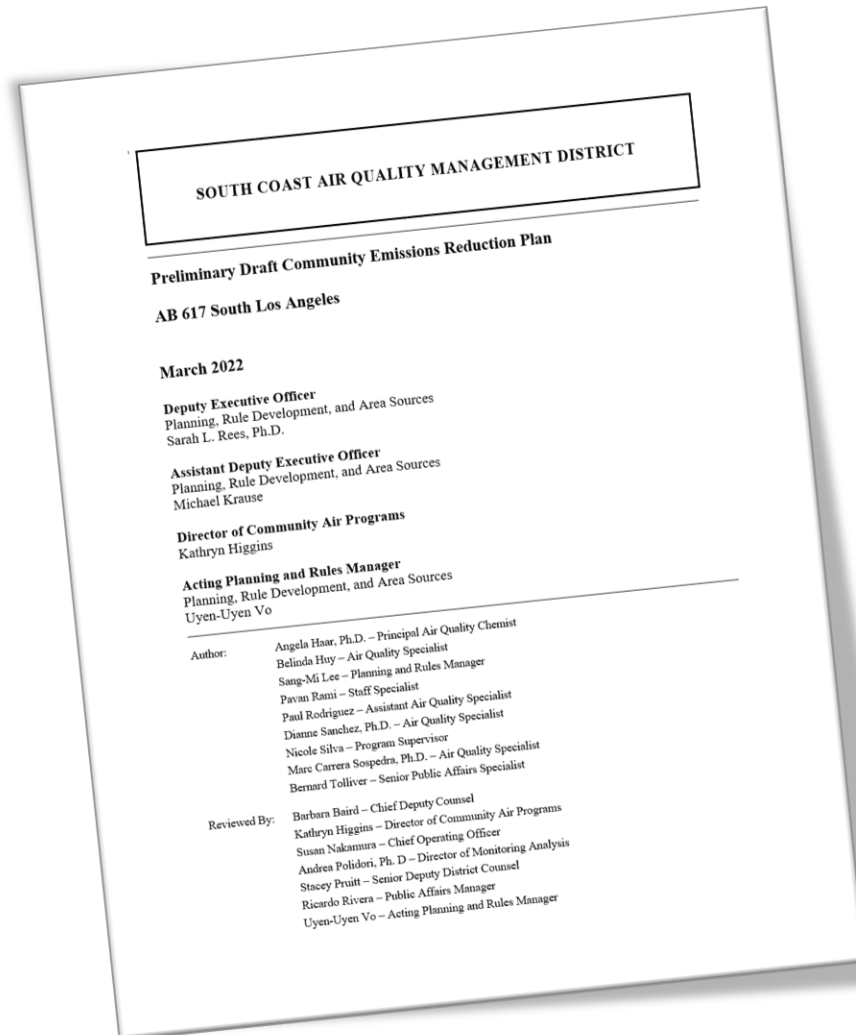 SOUTH COAST AIR QUALITY MANAGEMENT DISTRICT
Preliminary Draft Community Emissions Reduction Plan
AB 617 South Los Angeles
March 2022
Deputy Executive Officer
Planning, Rule Development, and Area Sources
Sarah L. Rees, Ph.D.
Assistant Deputy Executive Officer
Planning, Rule Development, and Area Sources
Michael Krause
Director of Community Air Programs
Kathryn Higgins
Acting Planning and Rules Manager
Planning, Rule Development, and Area Sources
Uyen-Uyen Vo
Author: Angela Haar, Ph.D. – Principal Air Quality Chemist
Belinda Huy – Air Quality Specialist
Sang-Mi Lee – Planning and Rules Manager
Pavan Rami – Staff Specialist
Paul Rodriguez – Assistant Air Quality Specialist
Dianne Sanchez, Ph.D. – Air Quality Specialist
Nicole Silva – Program Supervisor
Marc Carrera Sospedra, Ph.D. – Air Quality Specialist
Bernard Tolliver – Senior Public Affairs Specialist
Reviewed By: Barbara Baird – Chief Deputy Counsel
Kathryn Higgins – Director of Community Air Programs
Susan Nakamura – Chief Operating Officer
Andrea Polidori, Ph. D – Director of Monitoring Analysis
Stacey Pruitt – Senior Deputy District Counsel
Ricardo Rivera – Public Affairs Manager
Uyen-Uyen Vo – Acting Planning and Rules Manager